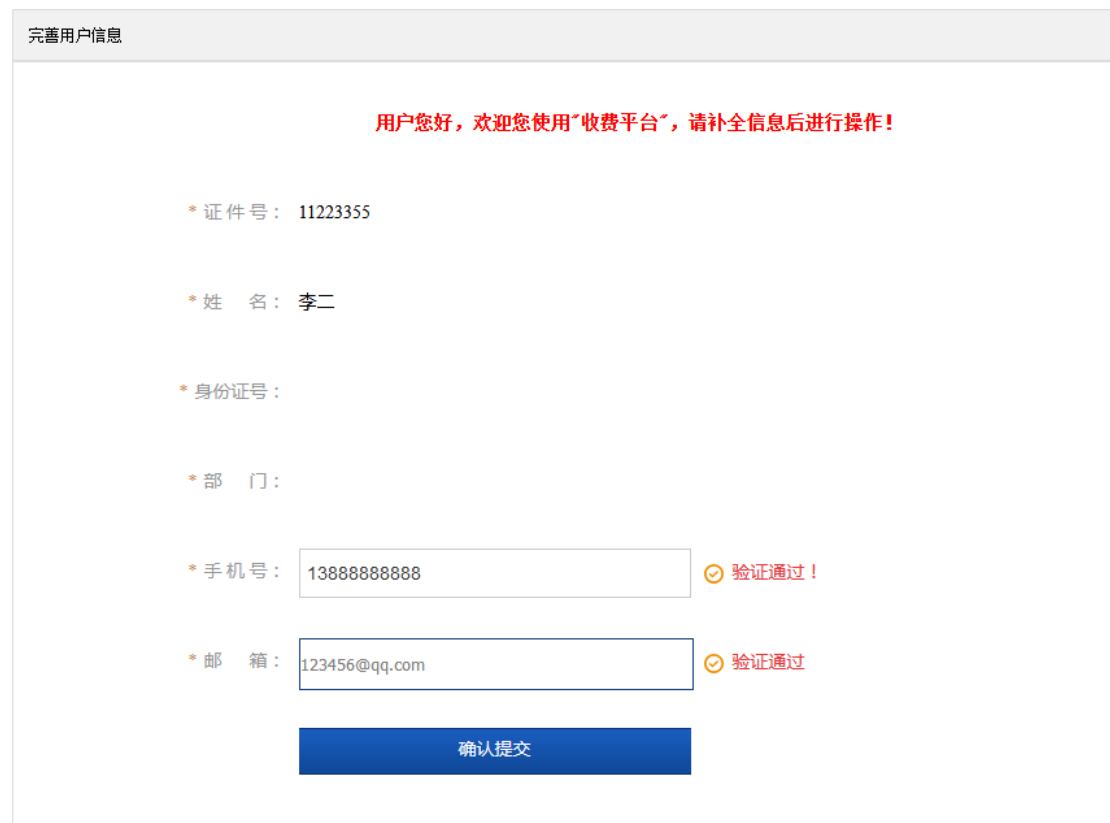 完善用户信息
用户您好，欢迎您使用"收费平台"，请补全信息后进行操作！
* 证件号： 11223355
* 姓 名： 李二
* 身份证号：
* 部 门：
* 手机号： 13888888888 验证通过！
* 邮 箱： 123456@qq.com 验证通过
确认提交